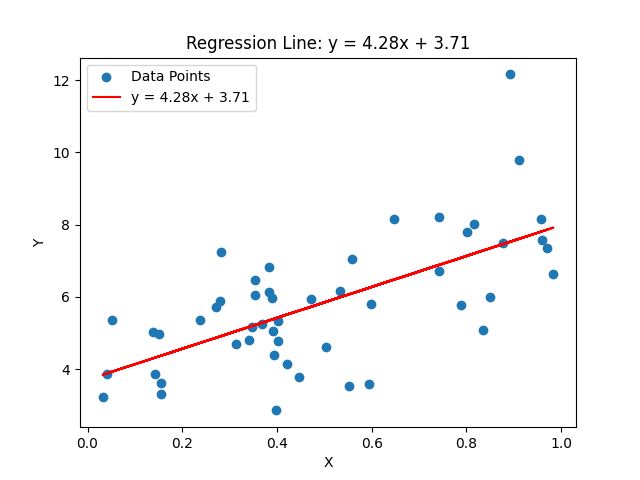 Regression Line: y = 4.28x + 3.71
Data Points
y = 4.28x + 3.71
12
10
8
6
4
Y
0.0 0.2 0.4 0.6 0.8 1.0
X